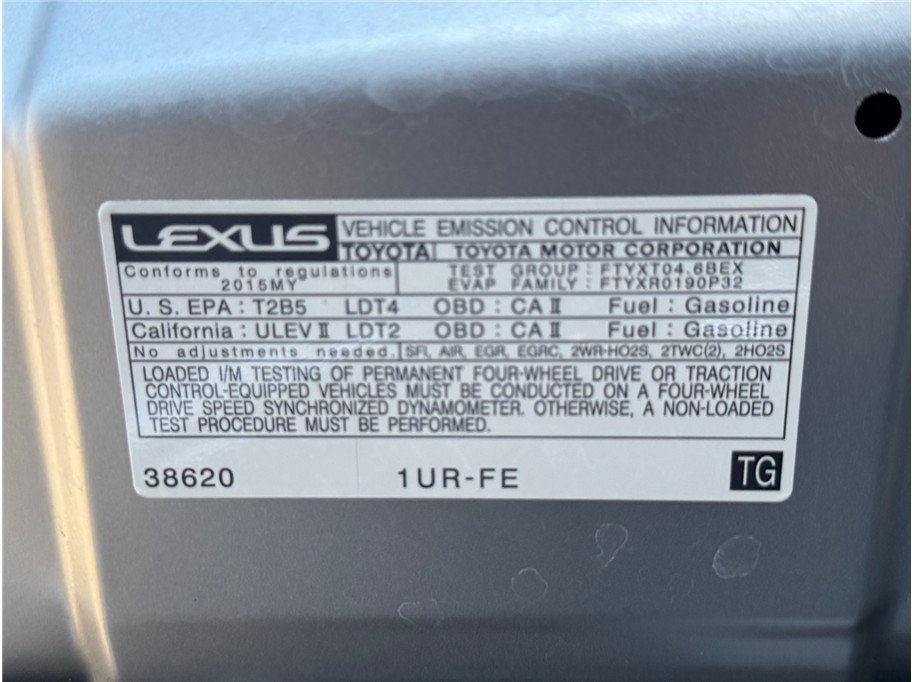 LEXUS VEHICLE EMISSION CONTROL INFORMATION
TOYOTA TOYOTA MOTOR CORPORATION
Conforms to regulations TEST GROUP : FTYXT04.6BEX
2015MY EVAP FAMILY : FTYXR0190P32
U.S. EPA : T2B5 LDT4 OBD : CA II Fuel : Gasoline
California : ULEV II LDT2 OBD : CA II Fuel : Gasoline
No adjustments needed. SFI, AIR, EGR, EGRC, 2WR-HO2S, 2TWC(2), 2HO2S
LOADED I/M TESTING OF PERMANENT FOUR-WHEEL DRIVE OR TRACTION
CONTROL-EQUIPPED VEHICLES MUST BE CONDUCTED ON A FOUR-WHEEL
DRIVE SPEED SYNCHRONIZED DYNAMOMETER. OTHERWISE, A NON-LOADED
TEST PROCEDURE MUST BE PERFORMED.
38620 1UR-FE TG